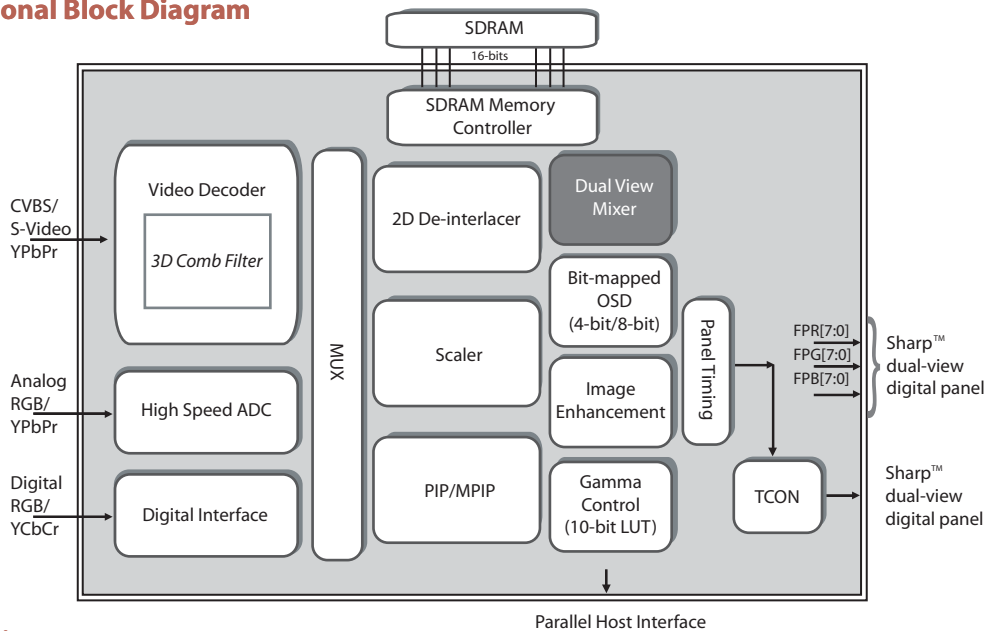 onal Block Diagram
SDRAM
16-bits
SDRAM Memory
Controller
Video Decoder
3D Comb Filter
CVBS/
S-Video
YPbPr
2D De-interlacer
Dual View
Mixer
Bit-mapped
OSD
(4-bit/8-bit)
MUX
Scaler
Panel Timing
FPR[7:0]
FPG[7:0]
FPB[7:0]
Sharp™
dual-view
digital panel
Analog
RGB/
YPbPr
High Speed ADC
Image
Enhancement
Digital
RGB/
YCbCr
Digital Interface
PIP/MPIP
Gamma
Control
(10-bit LUT)
TCON
Sharp™
dual-view
digital panel
Parallel Host Interface